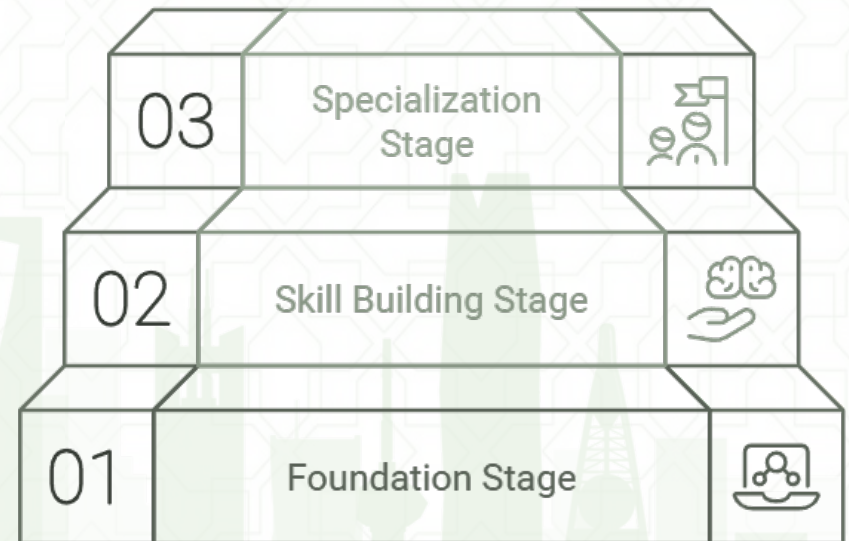 03
Specialization
Stage
02
Skill Building Stage
01
Foundation Stage